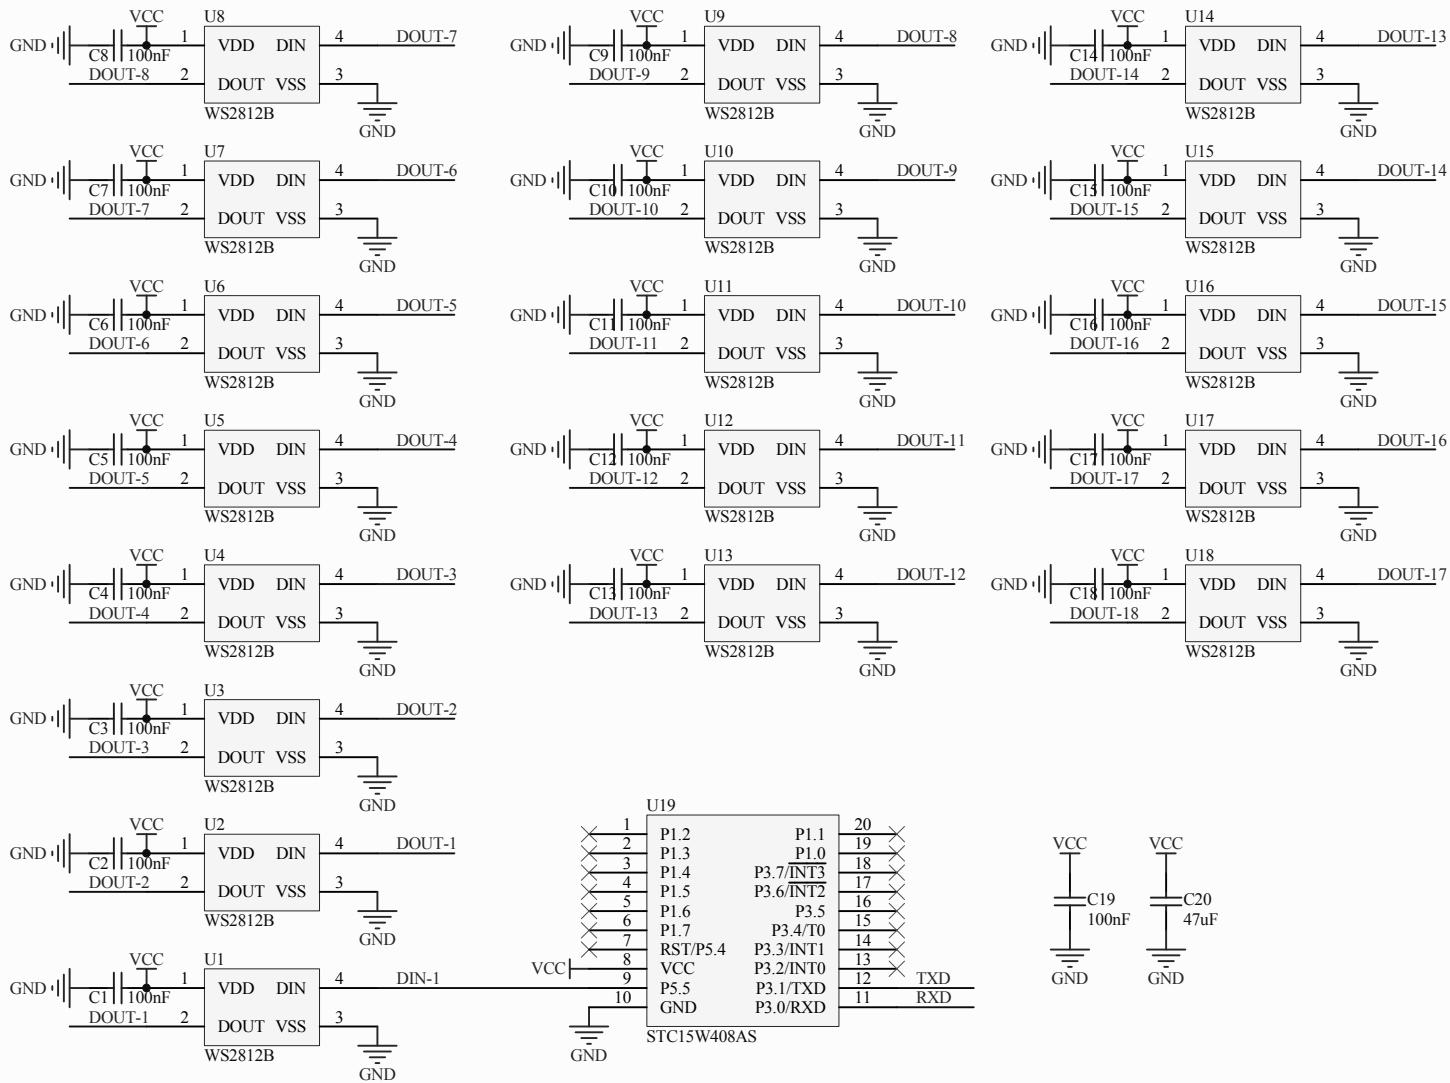 VCC U8 VCC U9 VCC U14
GND 1 VDD DIN 4 DOUT-7 GND 1 VDD DIN 4 DOUT-8 GND 1 VDD DIN 4 DOUT-13
C8 100nF C9 100nF C14 100nF
DOUT-8 2 DOUT VSS 3 DOUT-9 2 DOUT VSS 3 DOUT-14 2 DOUT VSS 3
WS2812B WS2812B WS2812B
GND GND GND
VCC U7 VCC U10 VCC U15
GND 1 VDD DIN 4 DOUT-6 GND 1 VDD DIN 4 DOUT-9 GND 1 VDD DIN 4 DOUT-14
C7 100nF C10 100nF C15 100nF
DOUT-7 2 DOUT VSS 3 DOUT-10 2 DOUT VSS 3 DOUT-15 2 DOUT VSS 3
WS2812B WS2812B WS2812B
GND GND GND
VCC U6 VCC U11 VCC U16
GND 1 VDD DIN 4 DOUT-5 GND 1 VDD DIN 4 DOUT-10 GND 1 VDD DIN 4 DOUT-15
C6 100nF C11 100nF C16 100nF
DOUT-6 2 DOUT VSS 3 DOUT-11 2 DOUT VSS 3 DOUT-16 2 DOUT VSS 3
WS2812B WS2812B WS2812B
GND GND GND
VCC U5 VCC U12 VCC U17
GND 1 VDD DIN 4 DOUT-4 GND 1 VDD DIN 4 DOUT-11 GND 1 VDD DIN 4 DOUT-16
C5 100nF C12 100nF C17 100nF
DOUT-5 2 DOUT VSS 3 DOUT-12 2 DOUT VSS 3 DOUT-17 2 DOUT VSS 3
WS2812B WS2812B WS2812B
GND GND GND
VCC U4 VCC U13 VCC U18
GND 1 VDD DIN 4 DOUT-3 GND 1 VDD DIN 4 DOUT-12 GND 1 VDD DIN 4 DOUT-17
C4 100nF C13 100nF C18 100nF
DOUT-4 2 DOUT VSS 3 DOUT-13 2 DOUT VSS 3 DOUT-18 2 DOUT VSS 3
WS2812B WS2812B WS2812B
GND GND GND
VCC U3
GND 1 VDD DIN 4 DOUT-2
C3 100nF
DOUT-3 2 DOUT VSS 3
WS2812B
GND
VCC U2
GND 1 VDD DIN 4 DOUT-1
C2 100nF
DOUT-2 2 DOUT VSS 3
WS2812B
GND
VCC U1
GND 1 VDD DIN 4 DIN-1
C1 100nF
DOUT-1 2 DOUT VSS 3
WS2812B
GND
U19
1 P1.2 P1.1 20
2 P1.3 P1.0 19
3 P1.4 P3.7/INT3 18
4 P1.5 P3.6/INT2 17
5 P1.6 P3.5 16
6 P1.7 P3.4/T0 15
7 RST/P5.4 P3.3/INT1 14
VCC 8 VCC P3.2/INT0 13
9 P5.5 P3.1/TXD 12 TXD
10 GND P3.0/RXD 11 RXD
STC15W408AS
GND
VCC VCC
C19 C20
100nF 47uF
GND GND